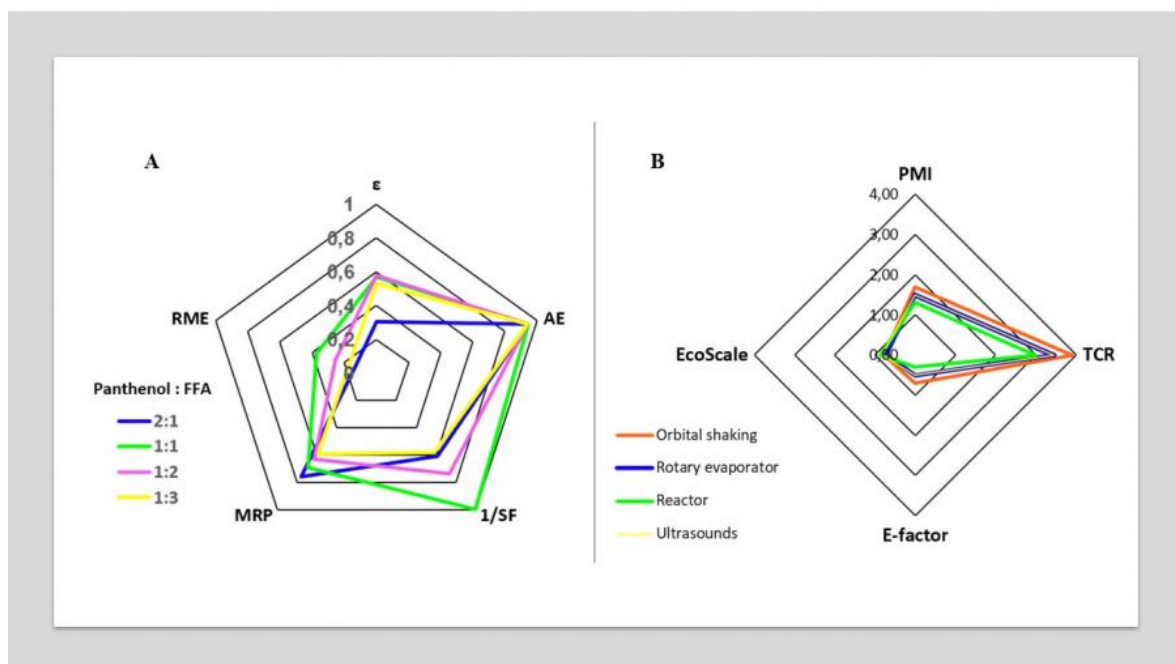 A
ε
1
0,8
0,6
0,4
0,2
0
RME
AE
MRP
1/SF
Panthenol : FFA
2:1
1:1
1:2
1:3
B
PMI
4,00
3,00
2,00
1,00
0,00
EcoScale
TCR
E-factor
Orbital shaking
Rotary evaporator
Reactor
Ultrasounds